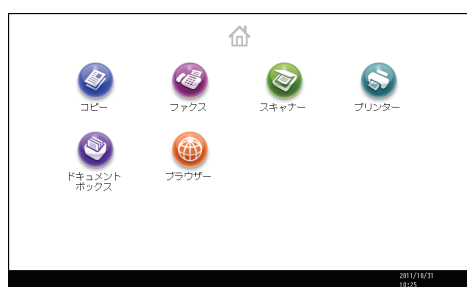 コピー
ファクス
スキャナー
プリンター
ドキュメント
ボックス
ブラウザー
2011/10/31
10:25